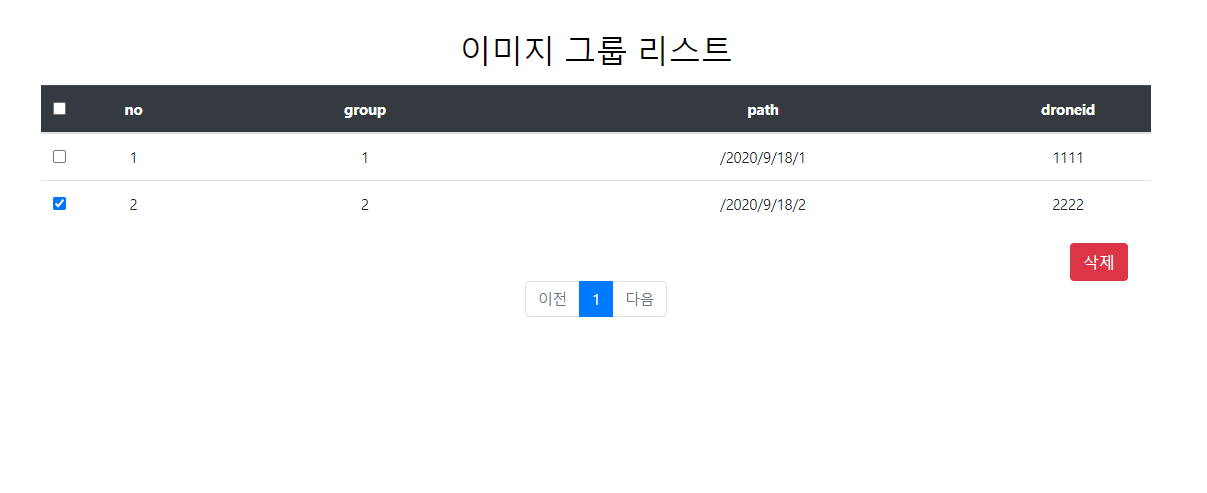 이미지 그룹 리스트
no group path droneid
1 1 /2020/9/18/1 1111
2 2 /2020/9/18/2 2222
삭제
이전 1 다음